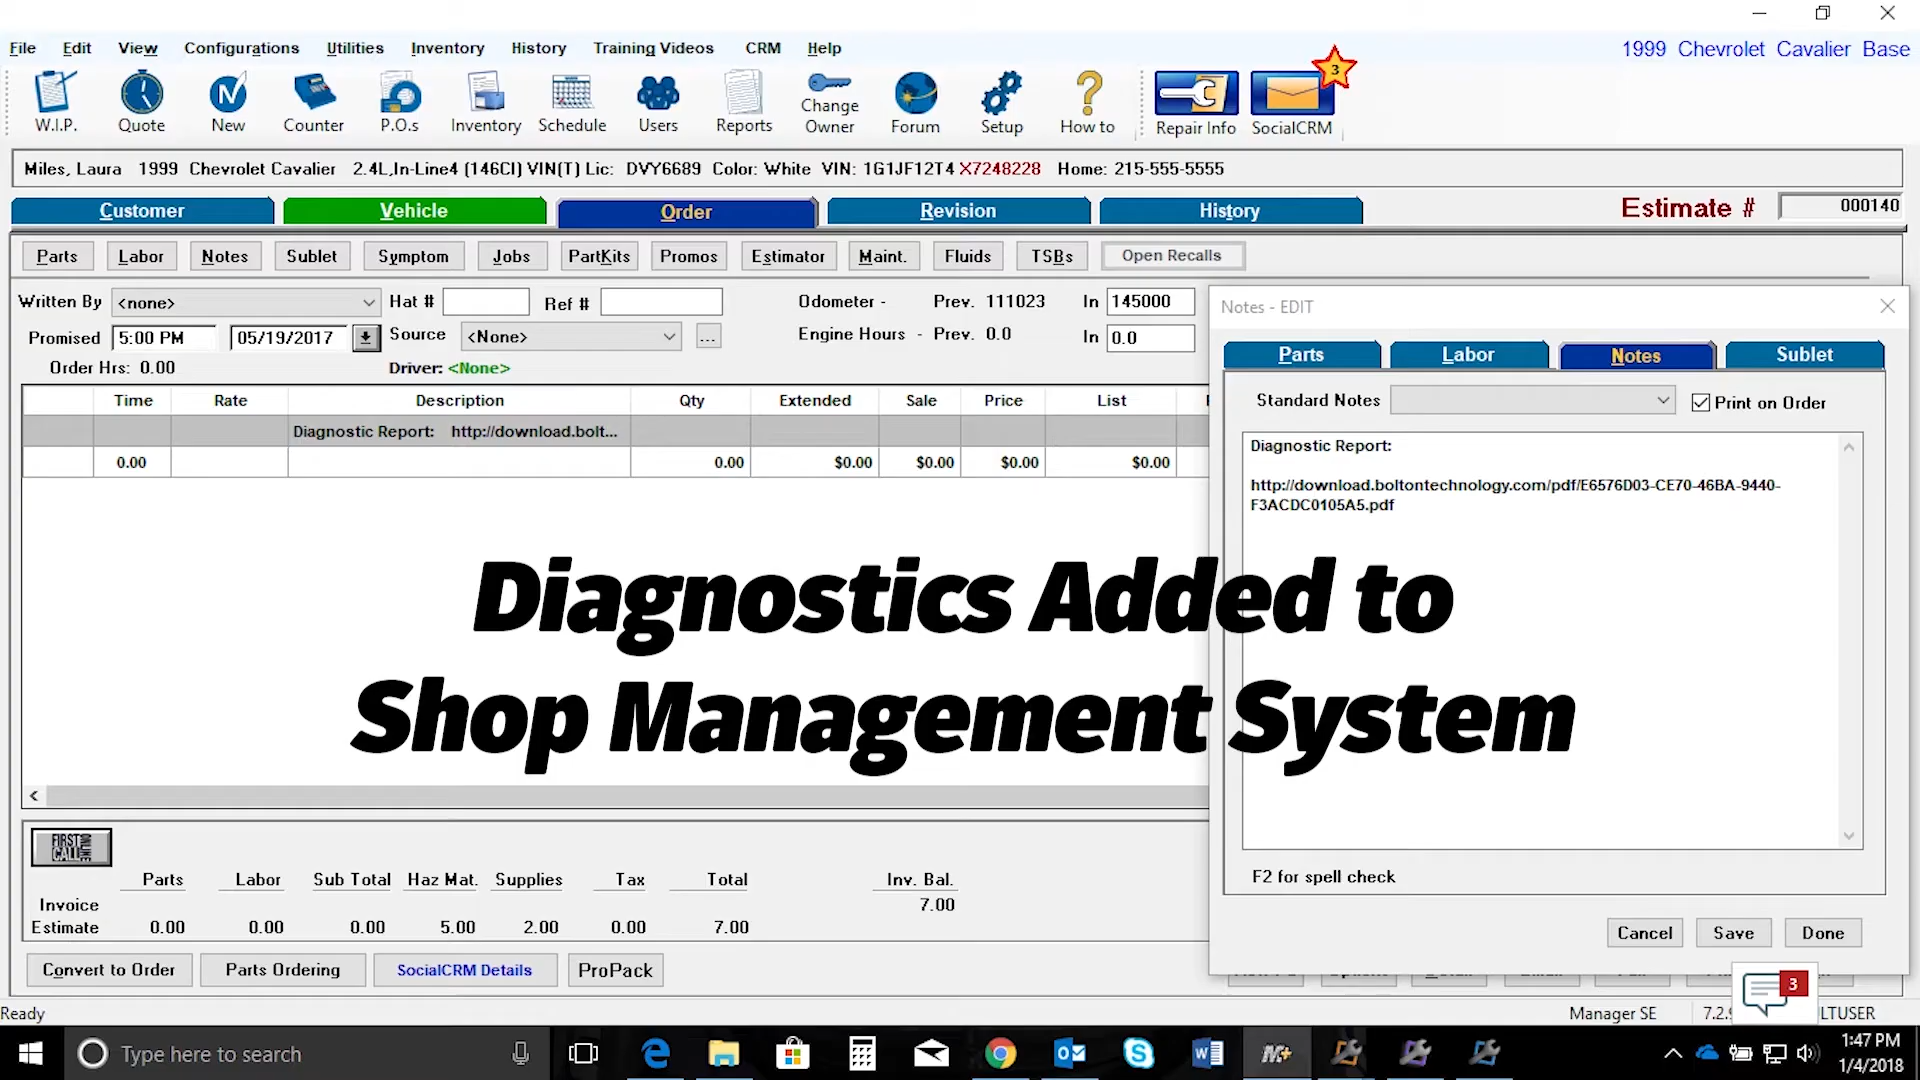 File Edit View Configurations Utilities Inventory History Training Videos CRM Help
1999 Chevrolet Cavalier Base
W.I.P. Quote New Counter P.O.s Inventory Schedule Users Reports Change Owner Forum Setup How to Repair Info SocialCRM
3
Miles, Laura 1999 Chevrolet Cavalier 2.4L,In-Line4 (146CI) VIN(T) Lic: DVY6689 Color: White VIN: 1G1JF12T4 X7248228 Home: 215-555-5555
Customer Vehicle Order Revision History
Estimate # 000140
Parts Labor Notes Sublet Symptom Jobs PartKits Promos Estimator Maint. Fluids TSBs Open Recalls
Written By <none> Hat # Ref # Odometer - Prev. 111023 In 145000
Promised 5:00 PM 05/19/2017 Source <None> ... Engine Hours - Prev. 0.0 In 0.0
Order Hrs: 0.00 Driver: <None>
Time Rate Description Qty Extended Sale Price List
Diagnostic Report: http://download.bolt...
0.00 0.00 $0.00 $0.00 $0.00 $0.00
Notes - EDIT
Parts Labor Notes Sublet
Standard Notes Print on Order
Diagnostic Report:
http://download.boltontechnology.com/pdf/E6576D03-CE70-46BA-9440-
F3ACDC0105A5.pdf
F2 for spell check
Cancel Save Done
Diagnostics Added to
Shop Management System
FIRST CALL ONLINE
Parts Labor Sub Total Haz Mat. Supplies Tax Total Inv. Bal.
Invoice 7.00
Estimate 0.00 0.00 0.00 5.00 2.00 0.00 7.00
Convert to Order Parts Ordering SocialCRM Details ProPack
3
Ready Manager SE 7.2. LTUSER
Type here to search
M+
1:47 PM
1/4/2018